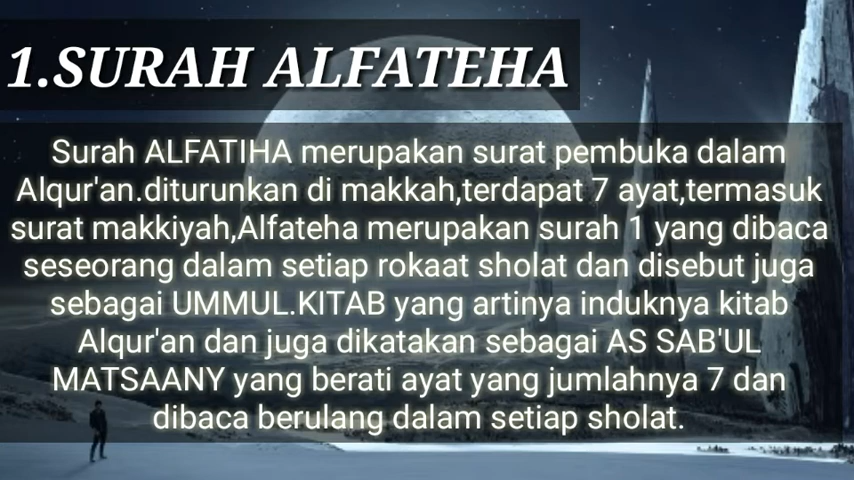 1.SURAH ALFATEHA
Surah ALFATIHA merupakan surat pembuka dalam
Alqur'an.diturunkan di makkah,terdapat 7 ayat,termasuk
surat makkiyah,Alfateha merupakan surah 1 yang dibaca
seseorang dalam setiap rokaat sholat dan disebut juga
sebagai UMMUL.KITAB yang artinya induknya kitab
Alqur'an dan juga dikatakan sebagai AS SAB'UL
MATSAANY yang berati ayat yang jumlahnya 7 dan
dibaca berulang dalam setiap sholat.